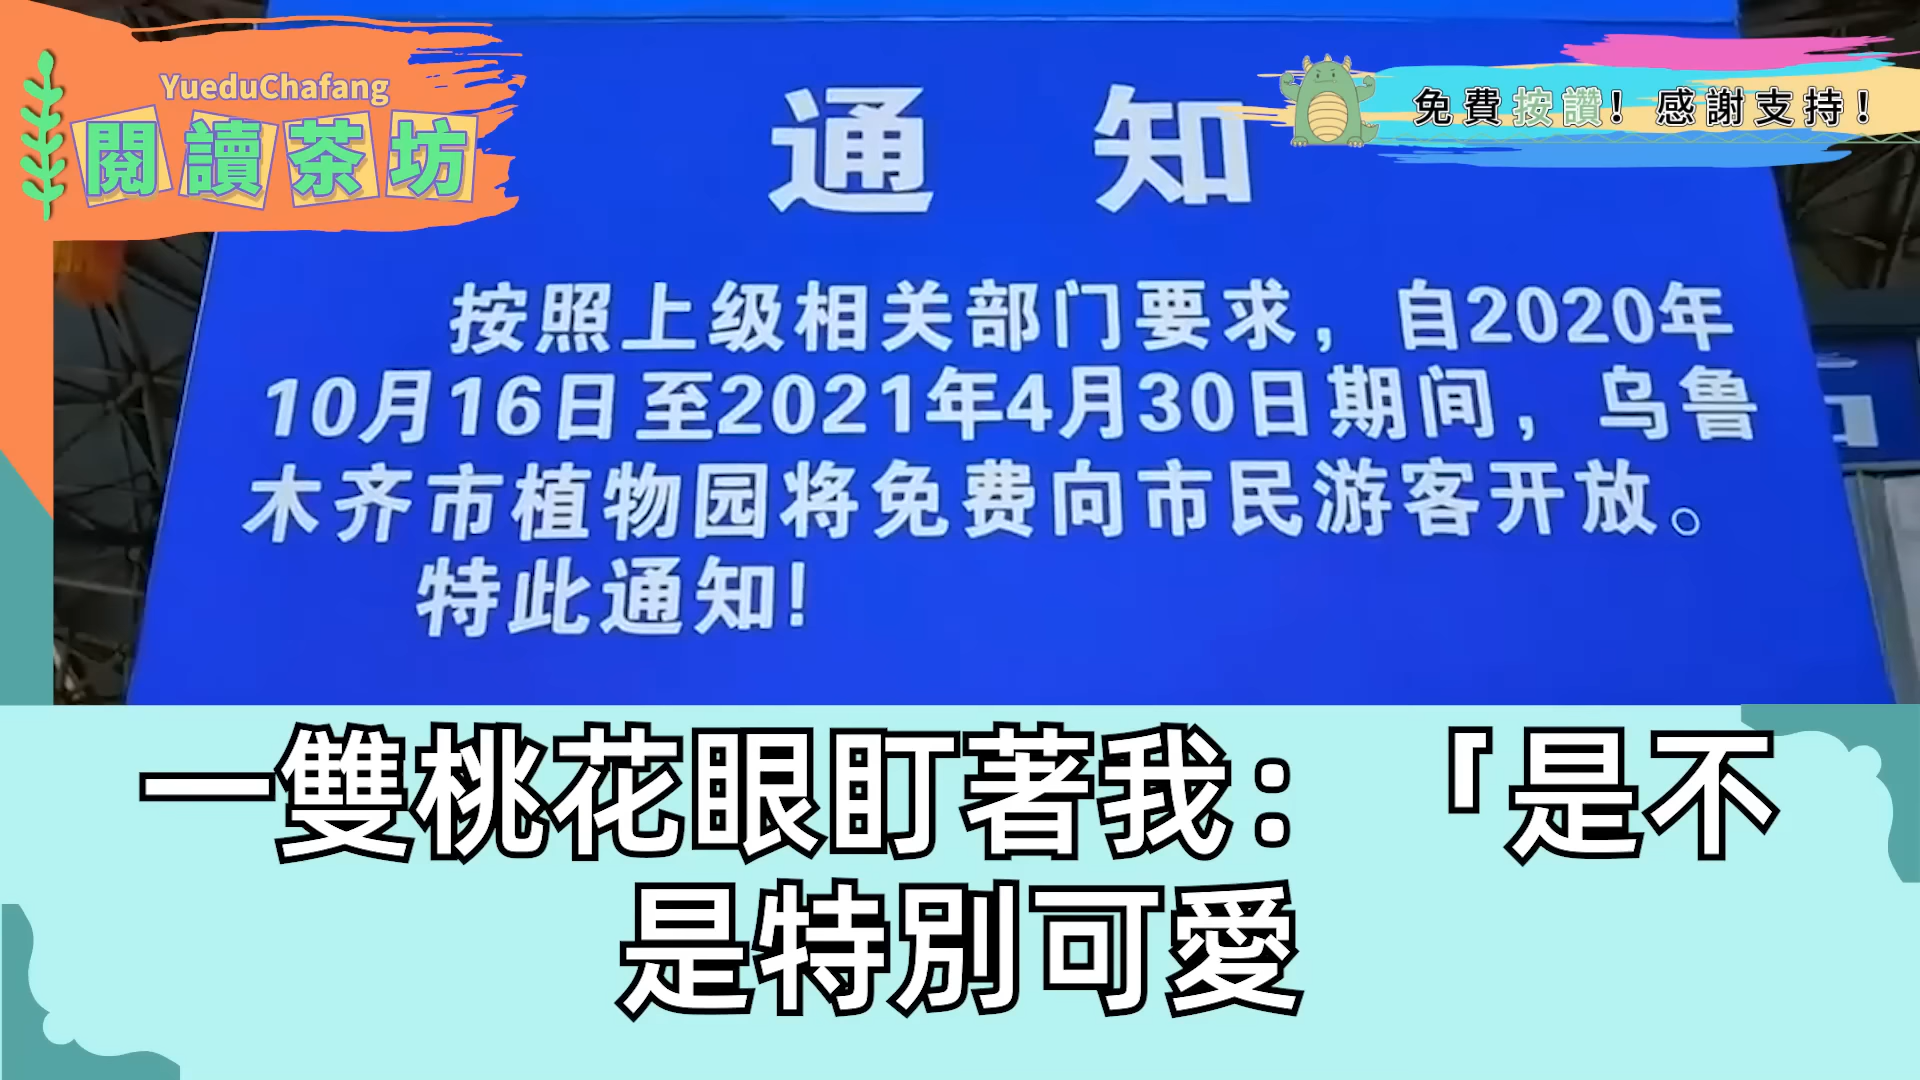 YueduChafang
閱讀茶坊
免費按讚！感謝支持！
通 知
按照上级相关部门要求，自2020年
10月16日至2021年4月30日期间，乌鲁
木齐市植物园将免费向市民游客开放。
特此通知！
一雙桃花眼盯著我：「是不
是特別可愛